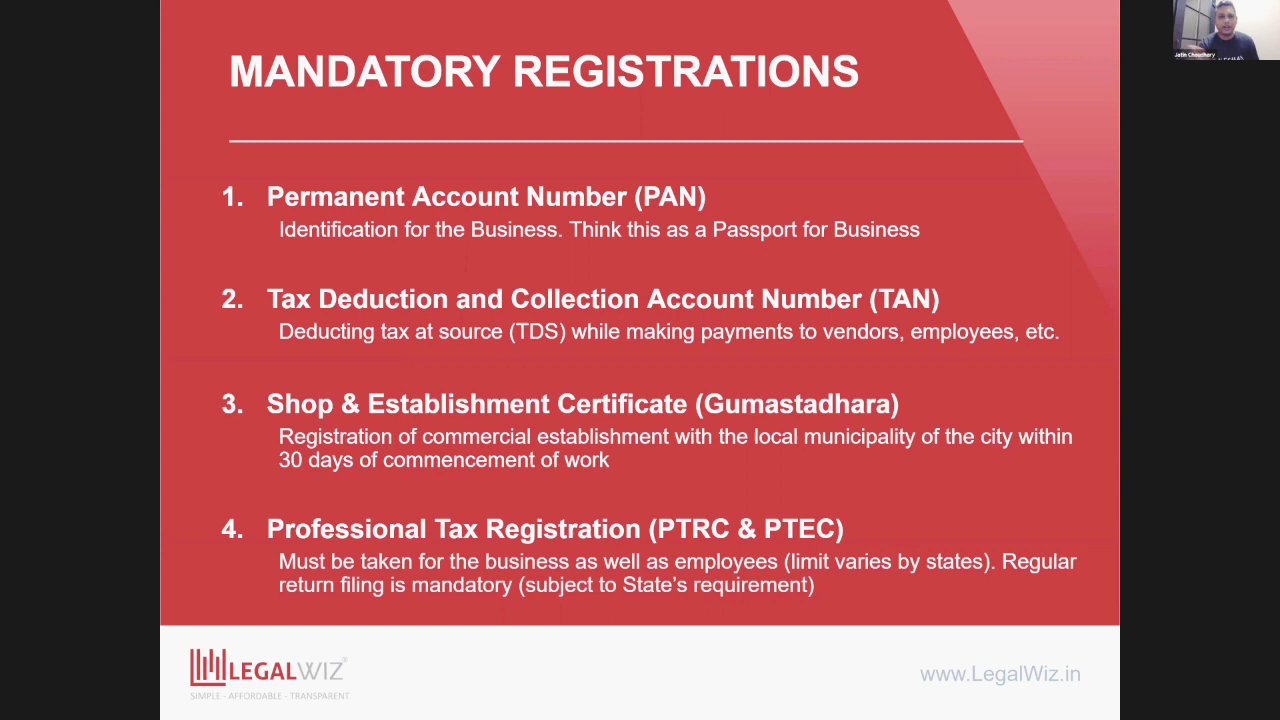 Jatin Choudhary
MANDATORY REGISTRATIONS
1. Permanent Account Number (PAN)
Identification for the Business. Think this as a Passport for Business
2. Tax Deduction and Collection Account Number (TAN)
Deducting tax at source (TDS) while making payments to vendors, employees, etc.
3. Shop & Establishment Certificate (Gumastadhara)
Registration of commercial establishment with the local municipality of the city within
30 days of commencement of work
4. Professional Tax Registration (PTRC & PTEC)
Must be taken for the business as well as employees (limit varies by states). Regular
return filing is mandatory (subject to State’s requirement)
LEGALWIZ®
SIMPLE - AFFORDABLE - TRANSPARENT
www.LegalWiz.in